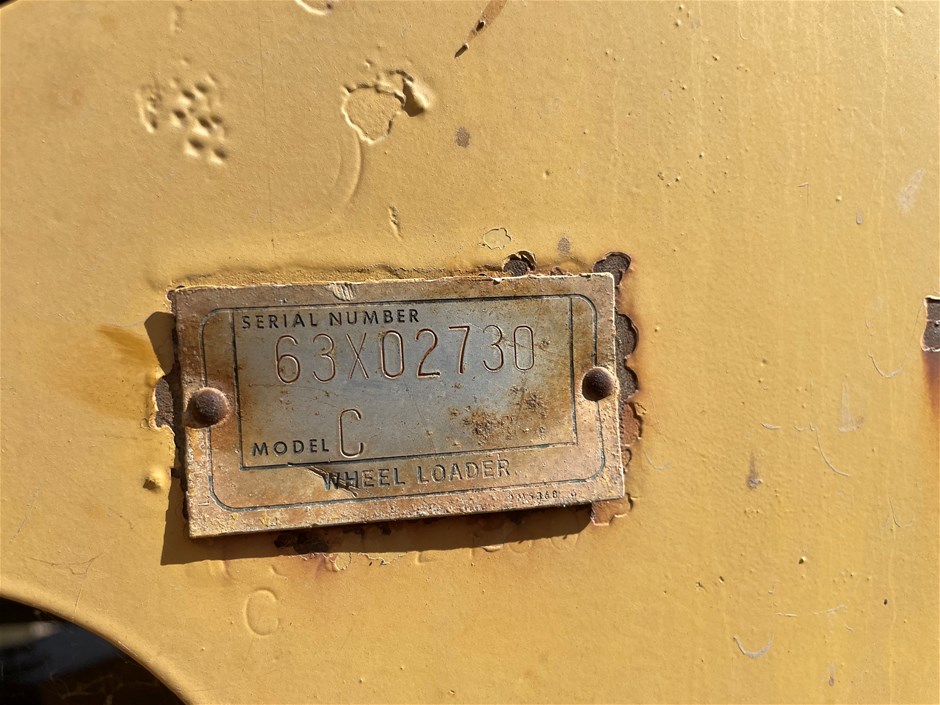 SERIAL NUMBER
63X02730
MODEL C
WHEEL LOADER